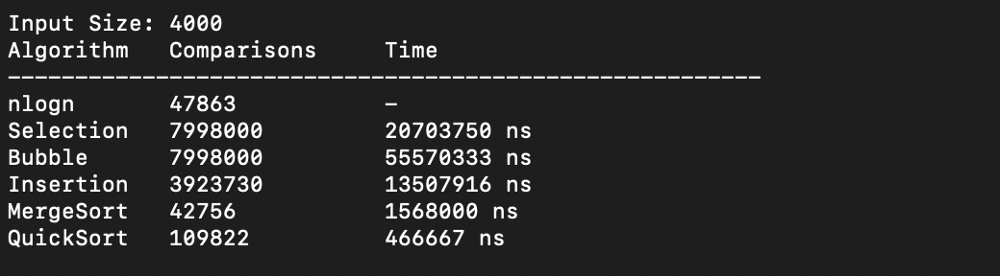 Input Size: 4000
Algorithm Comparisons Time
--------------------------------------------------------
nlogn 47863 -
Selection 7998000 20703750 ns
Bubble 7998000 55570333 ns
Insertion 3923730 13507916 ns
MergeSort 42756 1568000 ns
QuickSort 109822 466667 ns